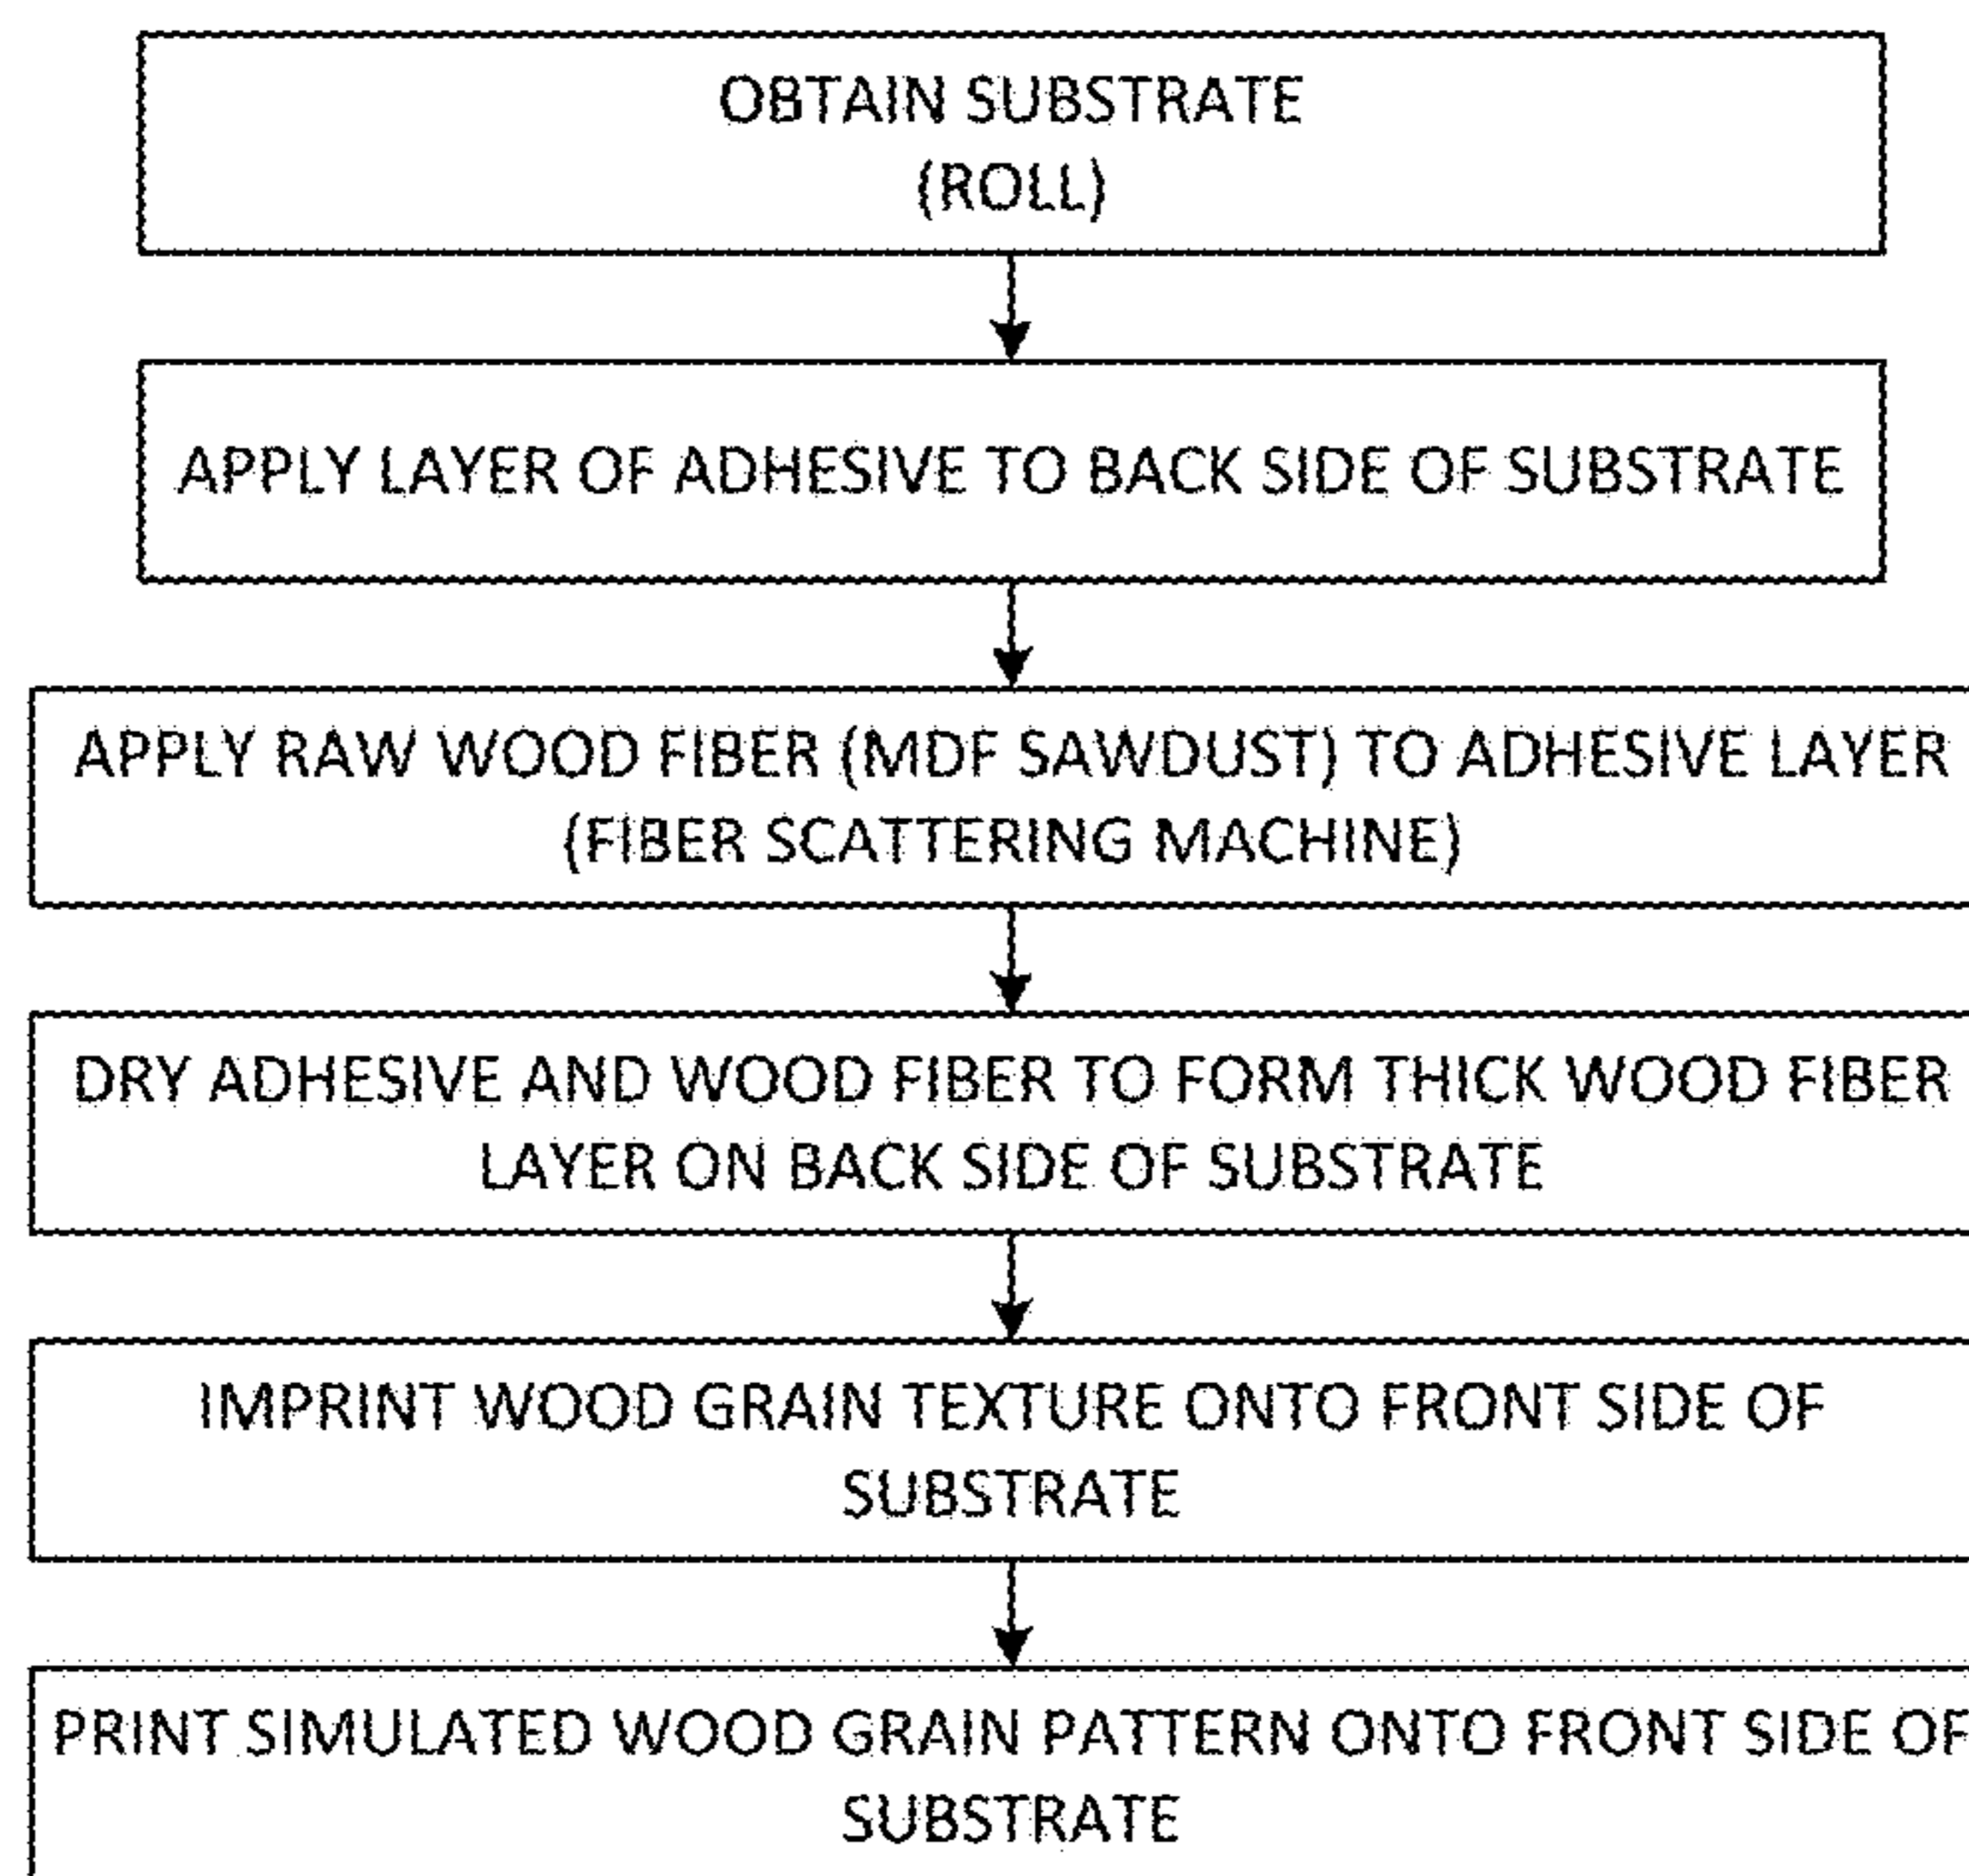 OBTAIN SUBSTRATE
(ROLL)
APPLY LAYER OF ADHESIVE TO BACK SIDE OF SUBSTRATE
APPLY RAW WOOD FIBER (MDF SAWDUST) TO ADHESIVE LAYER
(FIBER SCATTERING MACHINE)
DRY ADHESIVE AND WOOD FIBER TO FORM THICK WOOD FIBER
LAYER ON BACK SIDE OF SUBSTRATE
IMPRINT WOOD GRAIN TEXTURE ONTO FRONT SIDE OF
SUBSTRATE
PRINT SIMULATED WOOD GRAIN PATTERN ONTO FRONT SIDE OF
SUBSTRATE